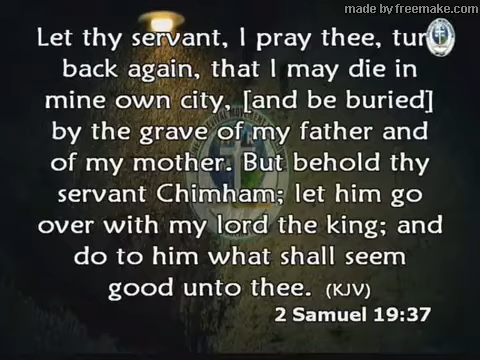 made by freemake.com
Let thy servant, I pray thee, turn
back again, that I may die in
mine own city, [and be buried]
by the grave of my father and
of my mother. But behold thy
servant Chimham; let him go
over with my lord the king; and
do to him what shall seem
good unto thee. (KJV)
2 Samuel 19:37